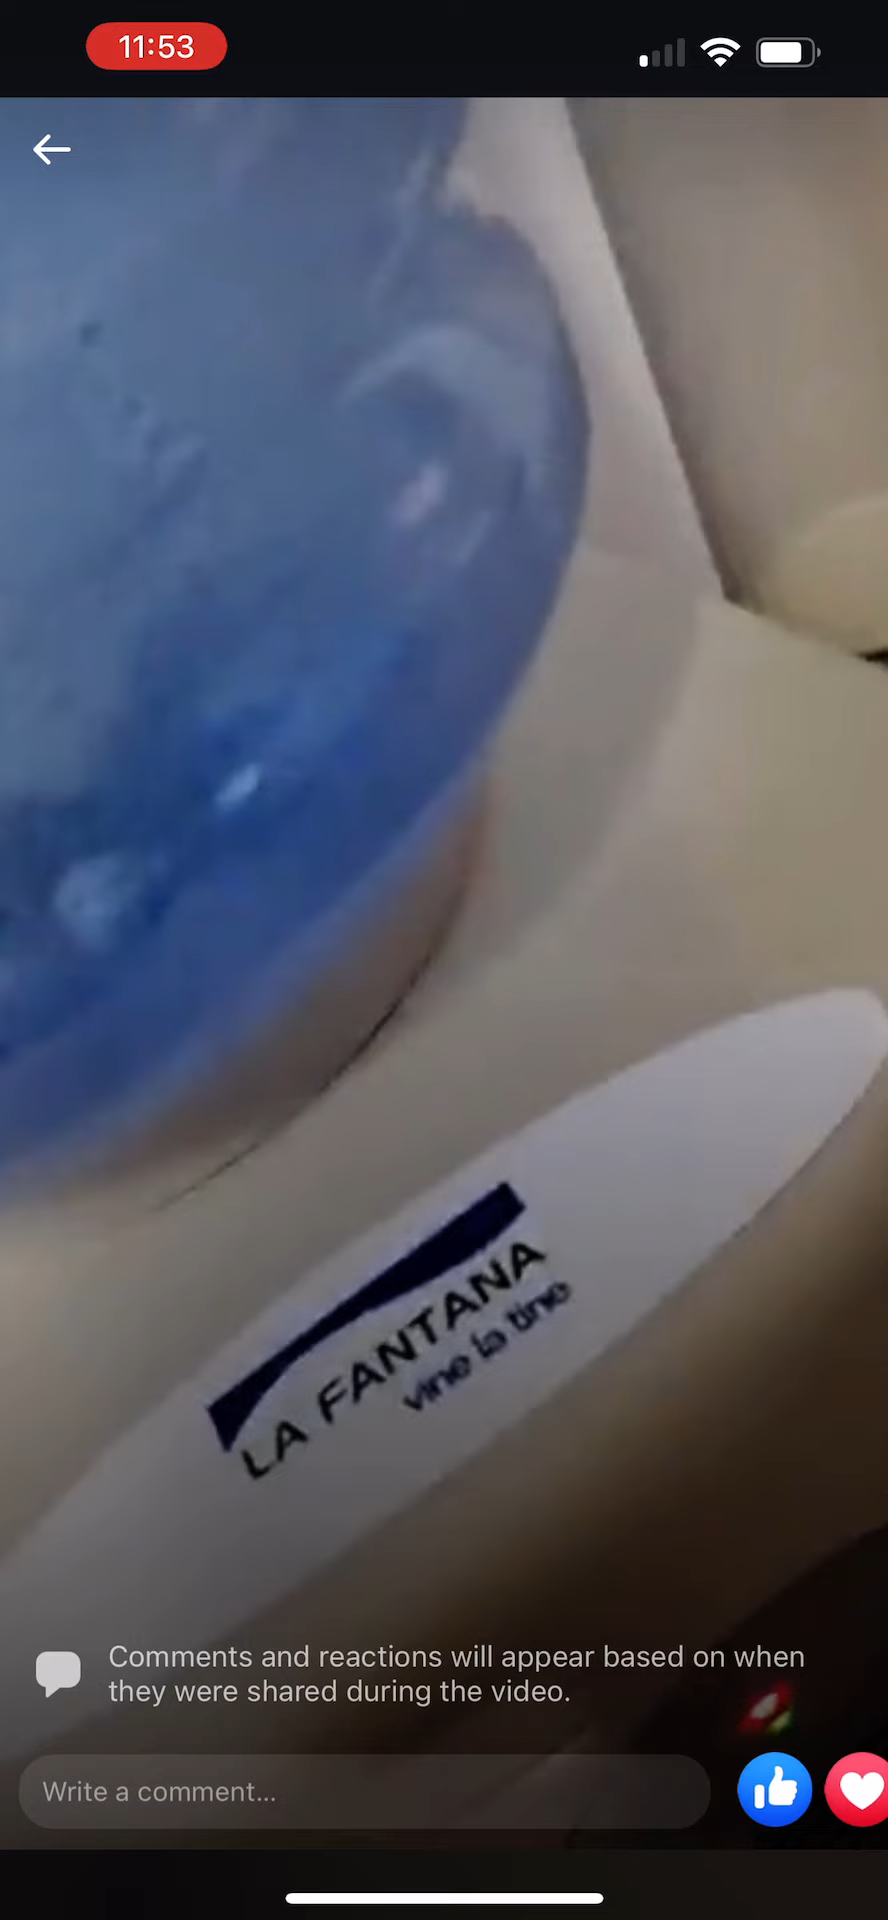 11:53
LA FANTANA
vine la tine
Comments and reactions will appear based on when
they were shared during the video.
Write a comment...